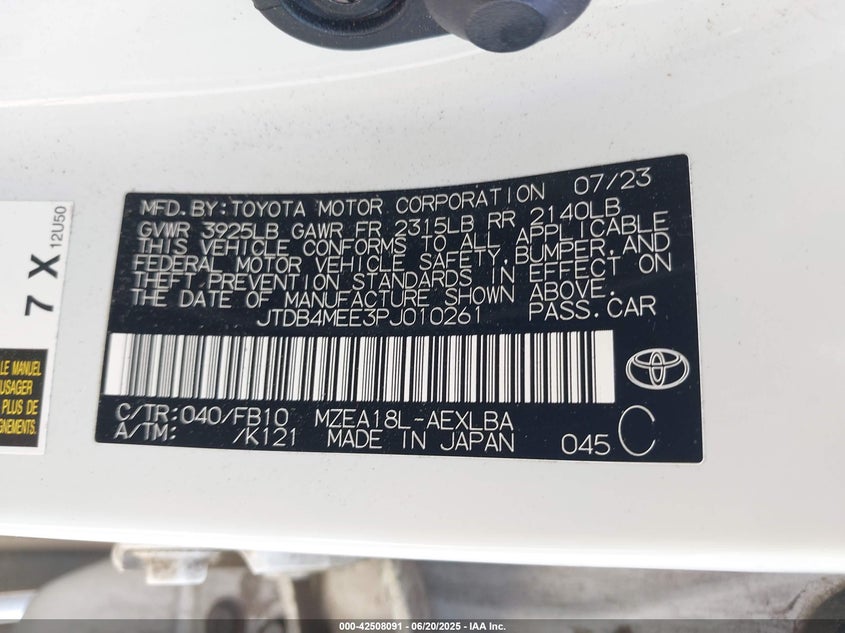 7 X
12U50
LE MANUEL
USAGER
PLUS DE
GNEMENTS.
MFD.BY:TOYOTA MOTOR CORPORATION 07/23
GVWR 3925LB GAWR FR 2315LB RR 2140LB
THIS VEHICLE CONFORMS TO ALL APPLICABLE
FEDERAL MOTOR VEHICLE SAFETY,BUMPER,AND
THEFT PREVENTION STANDARDS IN EFFECT ON
THE DATE OF MANUFACTURE SHOWN ABOVE.
JTDB4MEE3PJ010261 PASS.CAR
C/TR:040/FB10 MZEA18L-AEXLBA
A/TM: /K121 MADE IN JAPAN 045 C
000-42508091 - 06/20/2025 - IAA Inc.